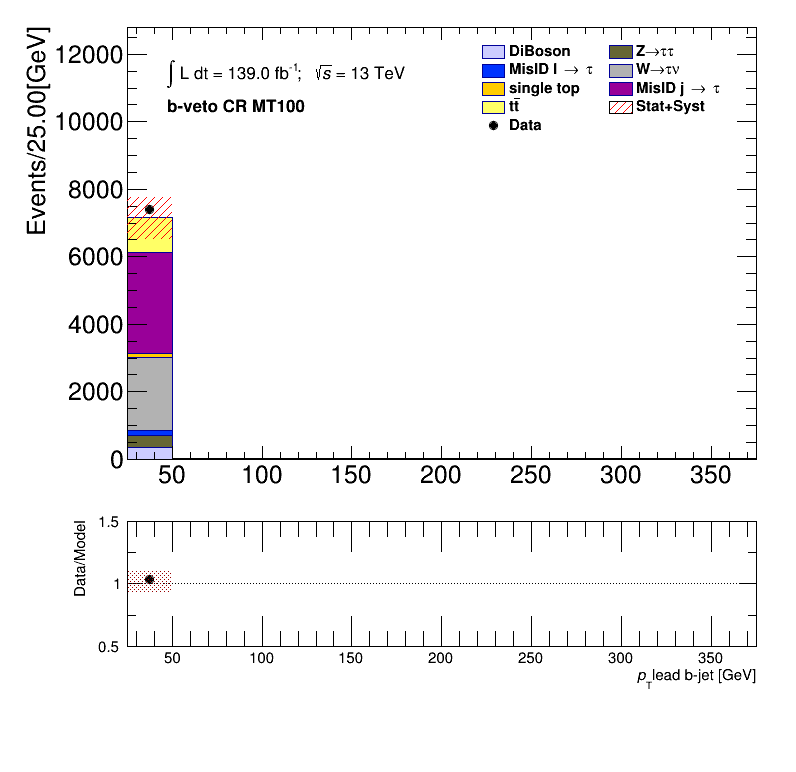 Events/25.00[GeV]
12000
10000
8000
6000
4000
2000
0
∫ L dt = 139.0 fb⁻¹; √s = 13 TeV
b-veto CR MT100
DiBoson
MisID l → τ
single top
tt̄
Data
Z→ττ
W→τν
MisID j → τ
Stat+Syst
50 100 150 200 250 300 350
Data/Model
1.5
1
0.5
50 100 150 200 250 300 350
p_T lead b-jet [GeV]